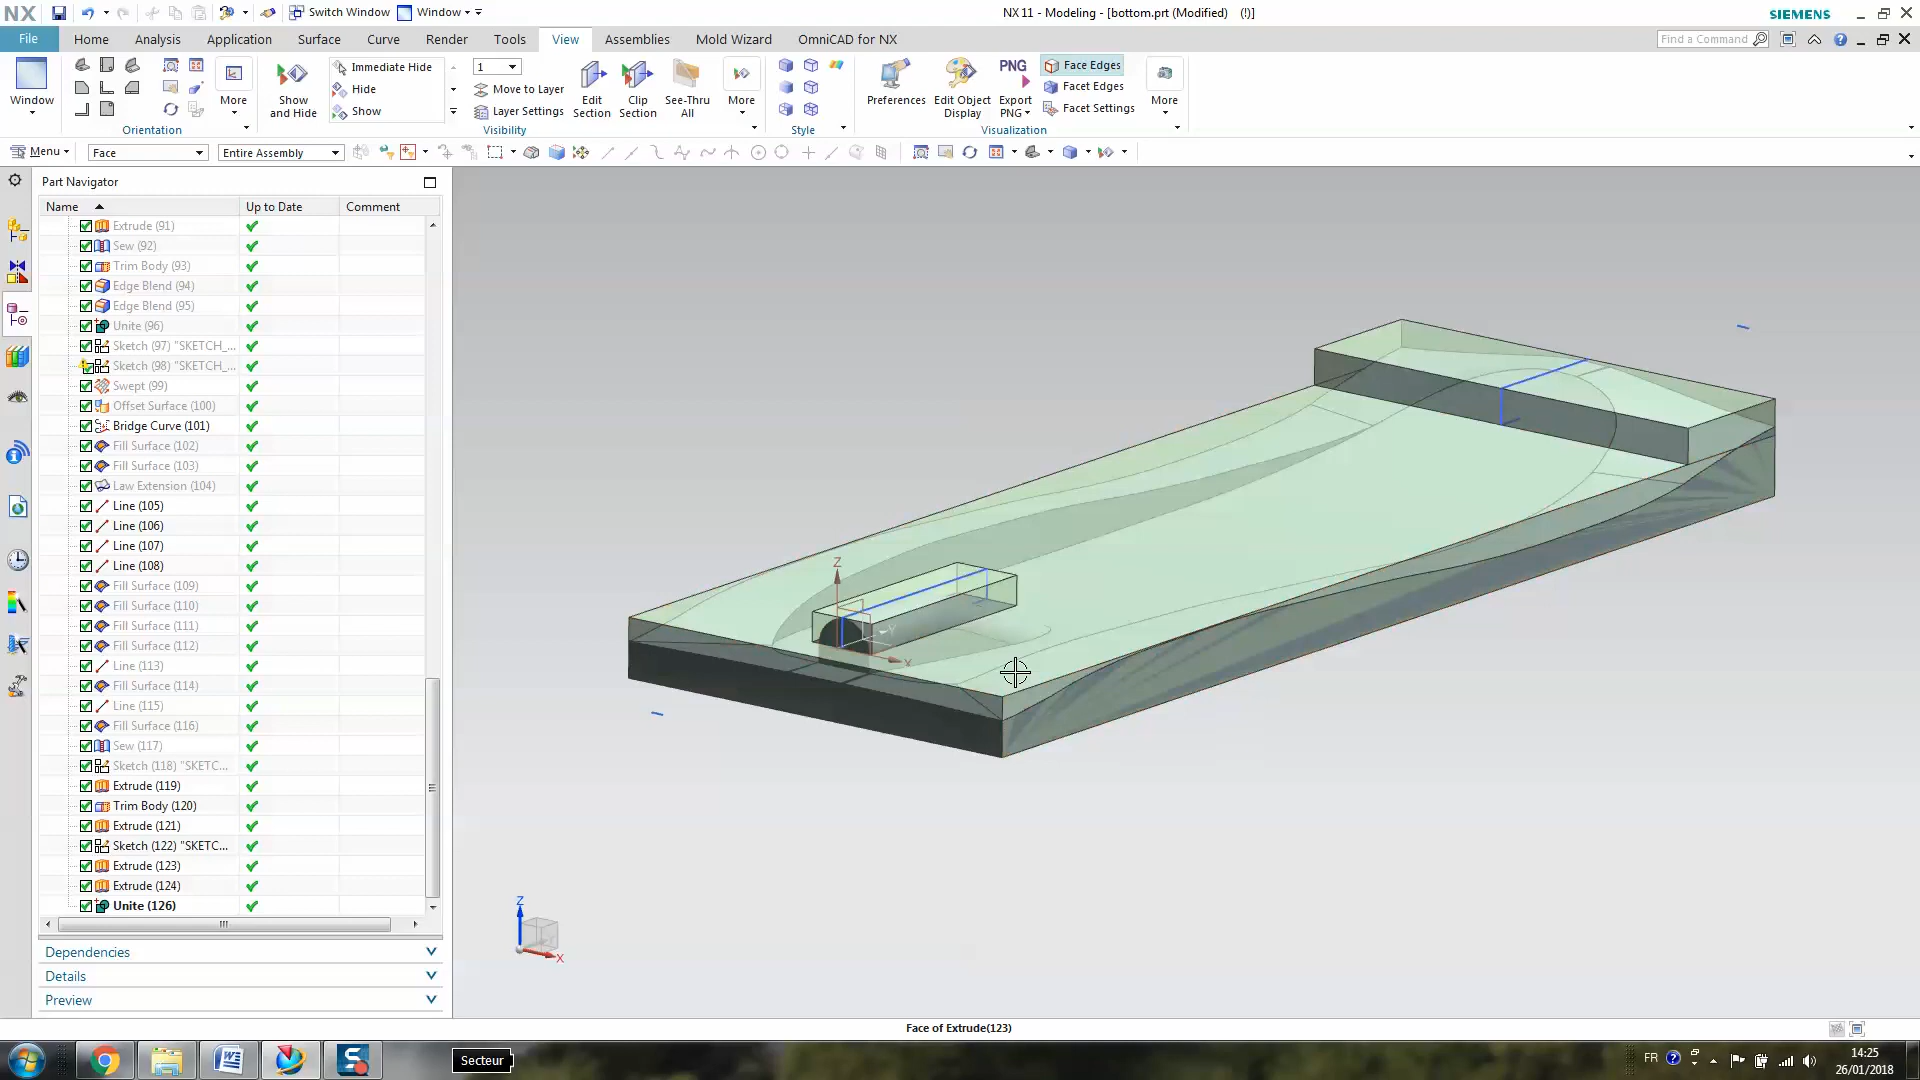 NX
Switch Window
Window
NX 11 - Modeling - [bottom.prt (Modified) (!)]
SIEMENS
File
Home
Analysis
Application
Surface
Curve
Render
Tools
View
Assemblies
Mold Wizard
OmniCAD for NX
Find a Command
Window
More
Orientation
Show and Hide
Immediate Hide
Hide
Show
1
Move to Layer
Layer Settings
Edit Section
Clip Section
See-Thru All
More
Visibility
Style
Preferences
Edit Object Display
PNG
Export PNG
Face Edges
Facet Edges
Facet Settings
More
Visualization
Menu
Face
Entire Assembly
Part Navigator
Name
Up to Date
Comment
Extrude (91)
Sew (92)
Trim Body (93)
Edge Blend (94)
Edge Blend (95)
Unite (96)
Sketch (97) "SKETCH_...
Sketch (98) "SKETCH_...
Swept (99)
Offset Surface (100)
Bridge Curve (101)
Fill Surface (102)
Fill Surface (103)
Law Extension (104)
Line (105)
Line (106)
Line (107)
Line (108)
Fill Surface (109)
Fill Surface (110)
Fill Surface (111)
Fill Surface (112)
Line (113)
Fill Surface (114)
Line (115)
Fill Surface (116)
Sew (117)
Sketch (118) "SKETC...
Extrude (119)
Trim Body (120)
Extrude (121)
Sketch (122) "SKETC...
Extrude (123)
Extrude (124)
Unite (126)
Dependencies
Details
Preview
Z
Y
X
Z
X
Face of Extrude(123)
Secteur
FR
14:25
26/01/2018